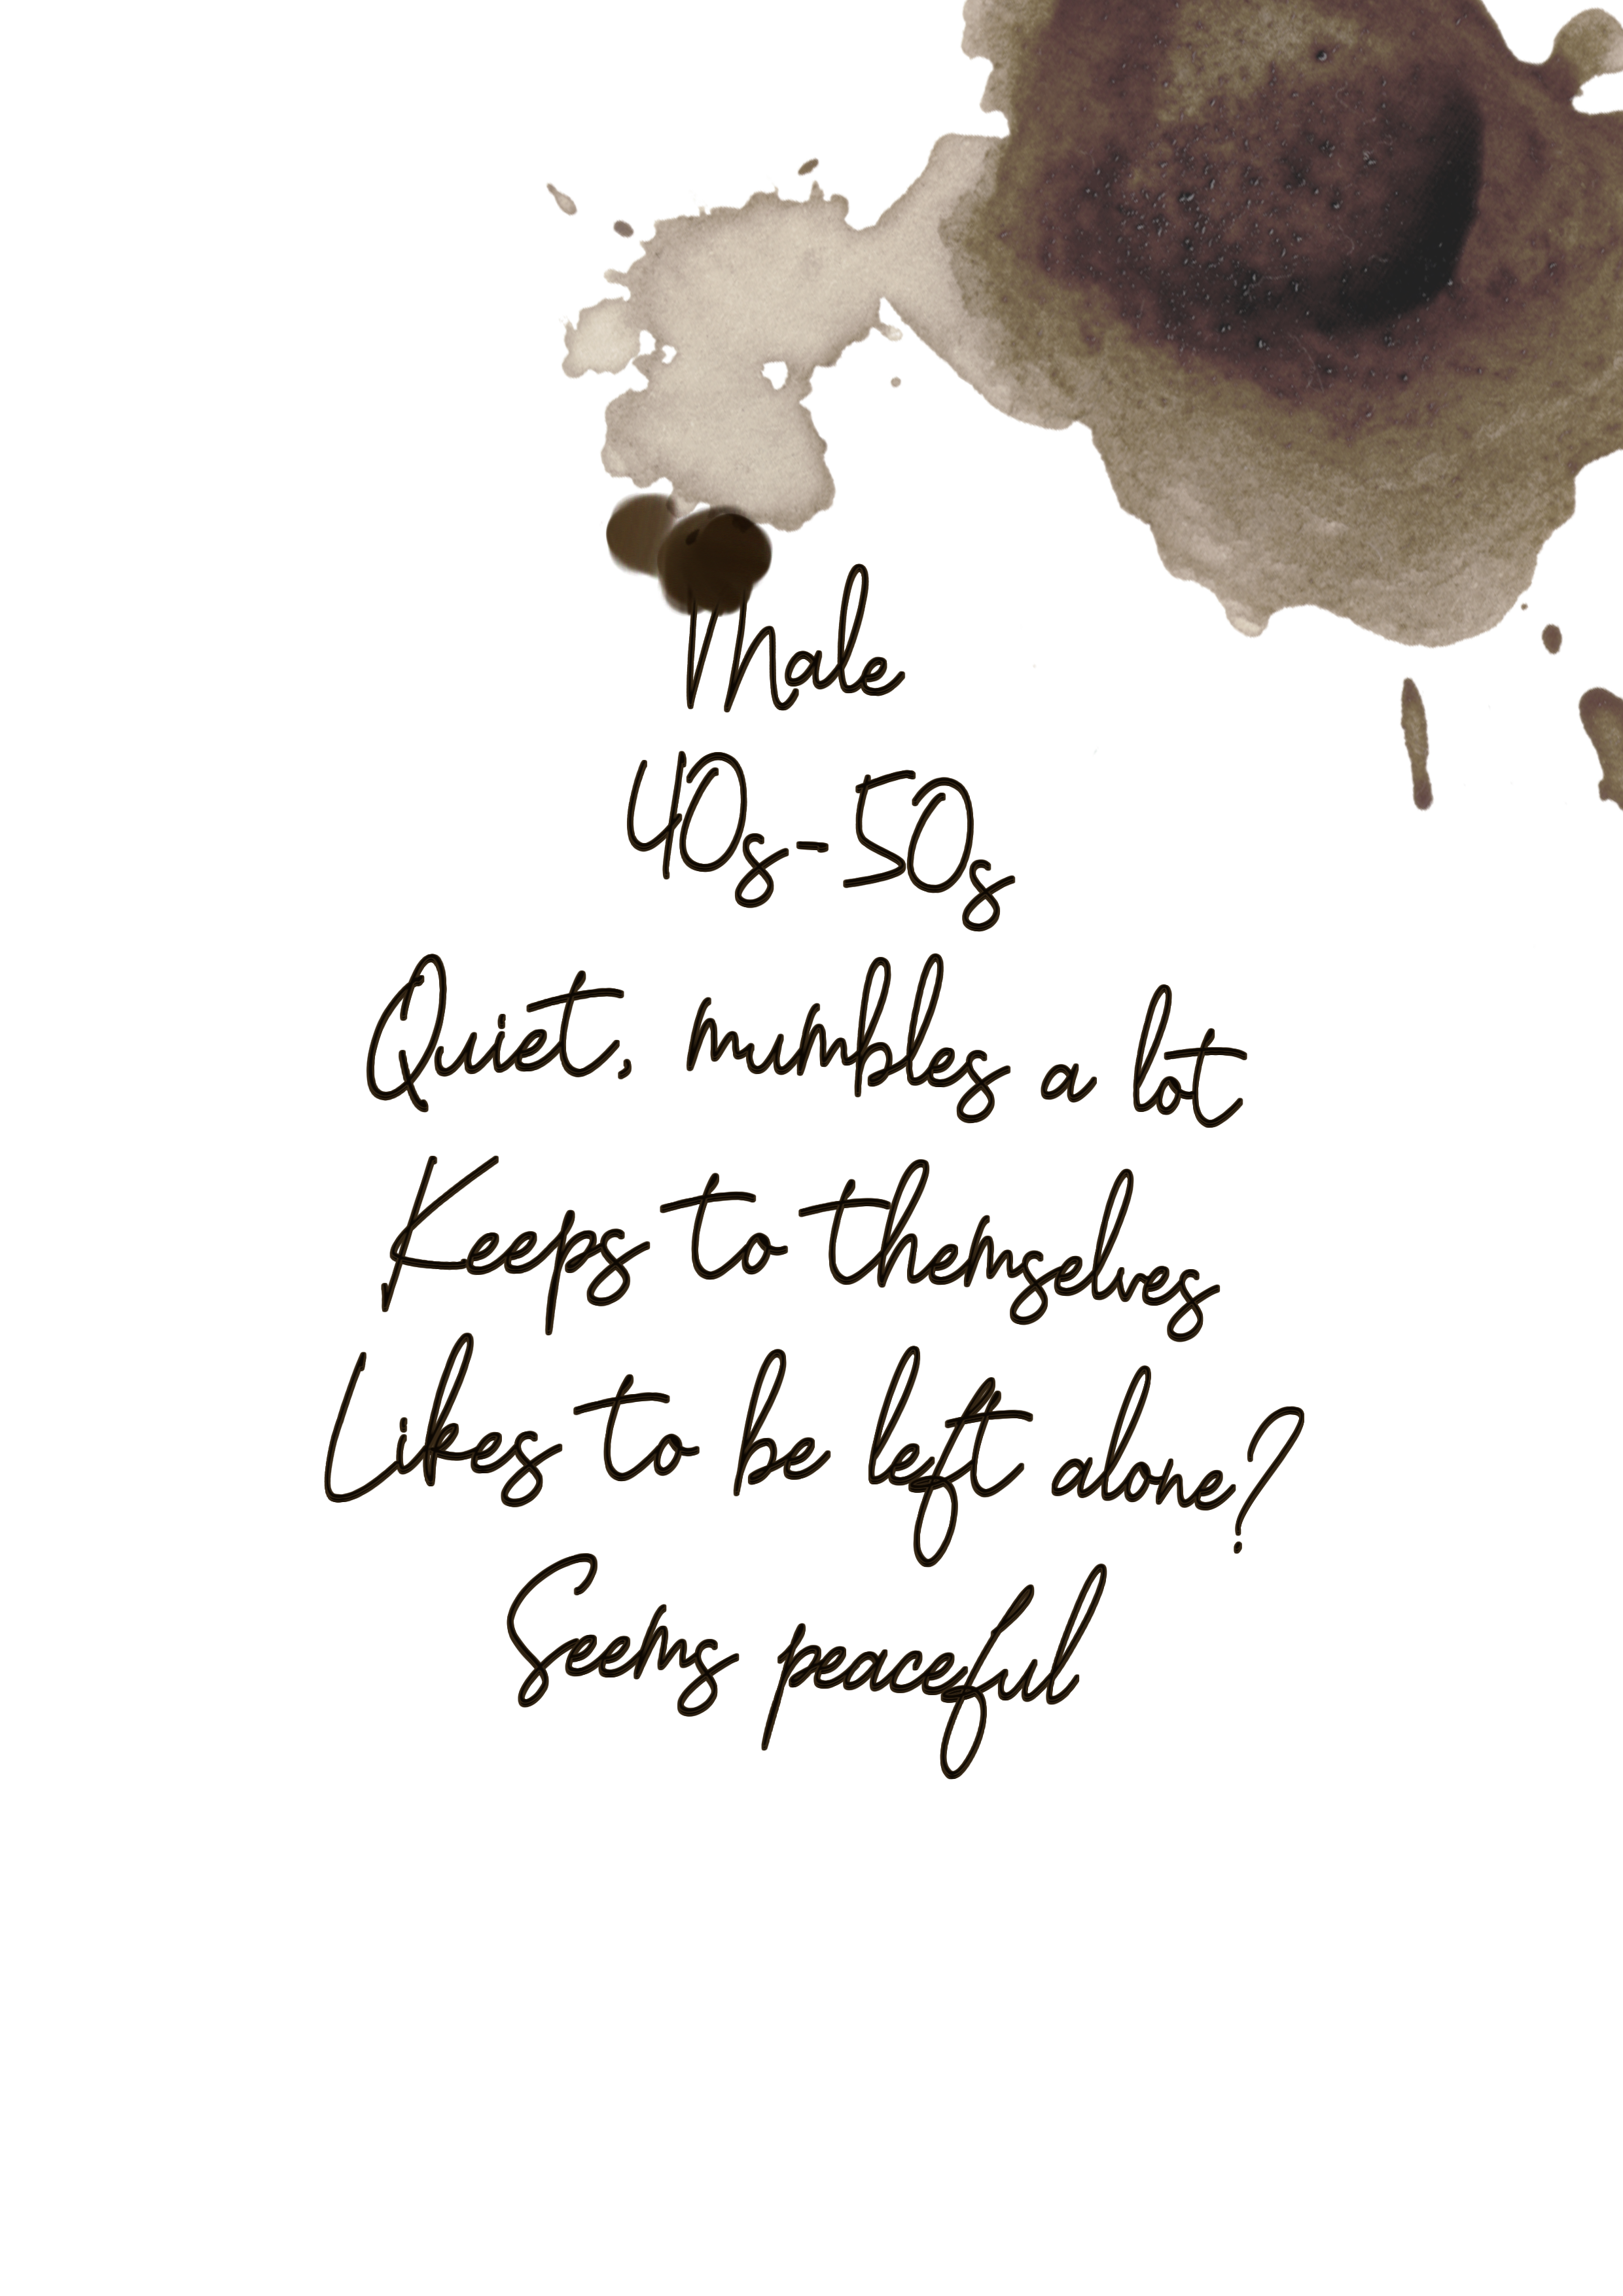 Male
40s-50s
Quiet, mumbles a lot
Keeps to themselves
Likes to be left alone?
Seems peaceful